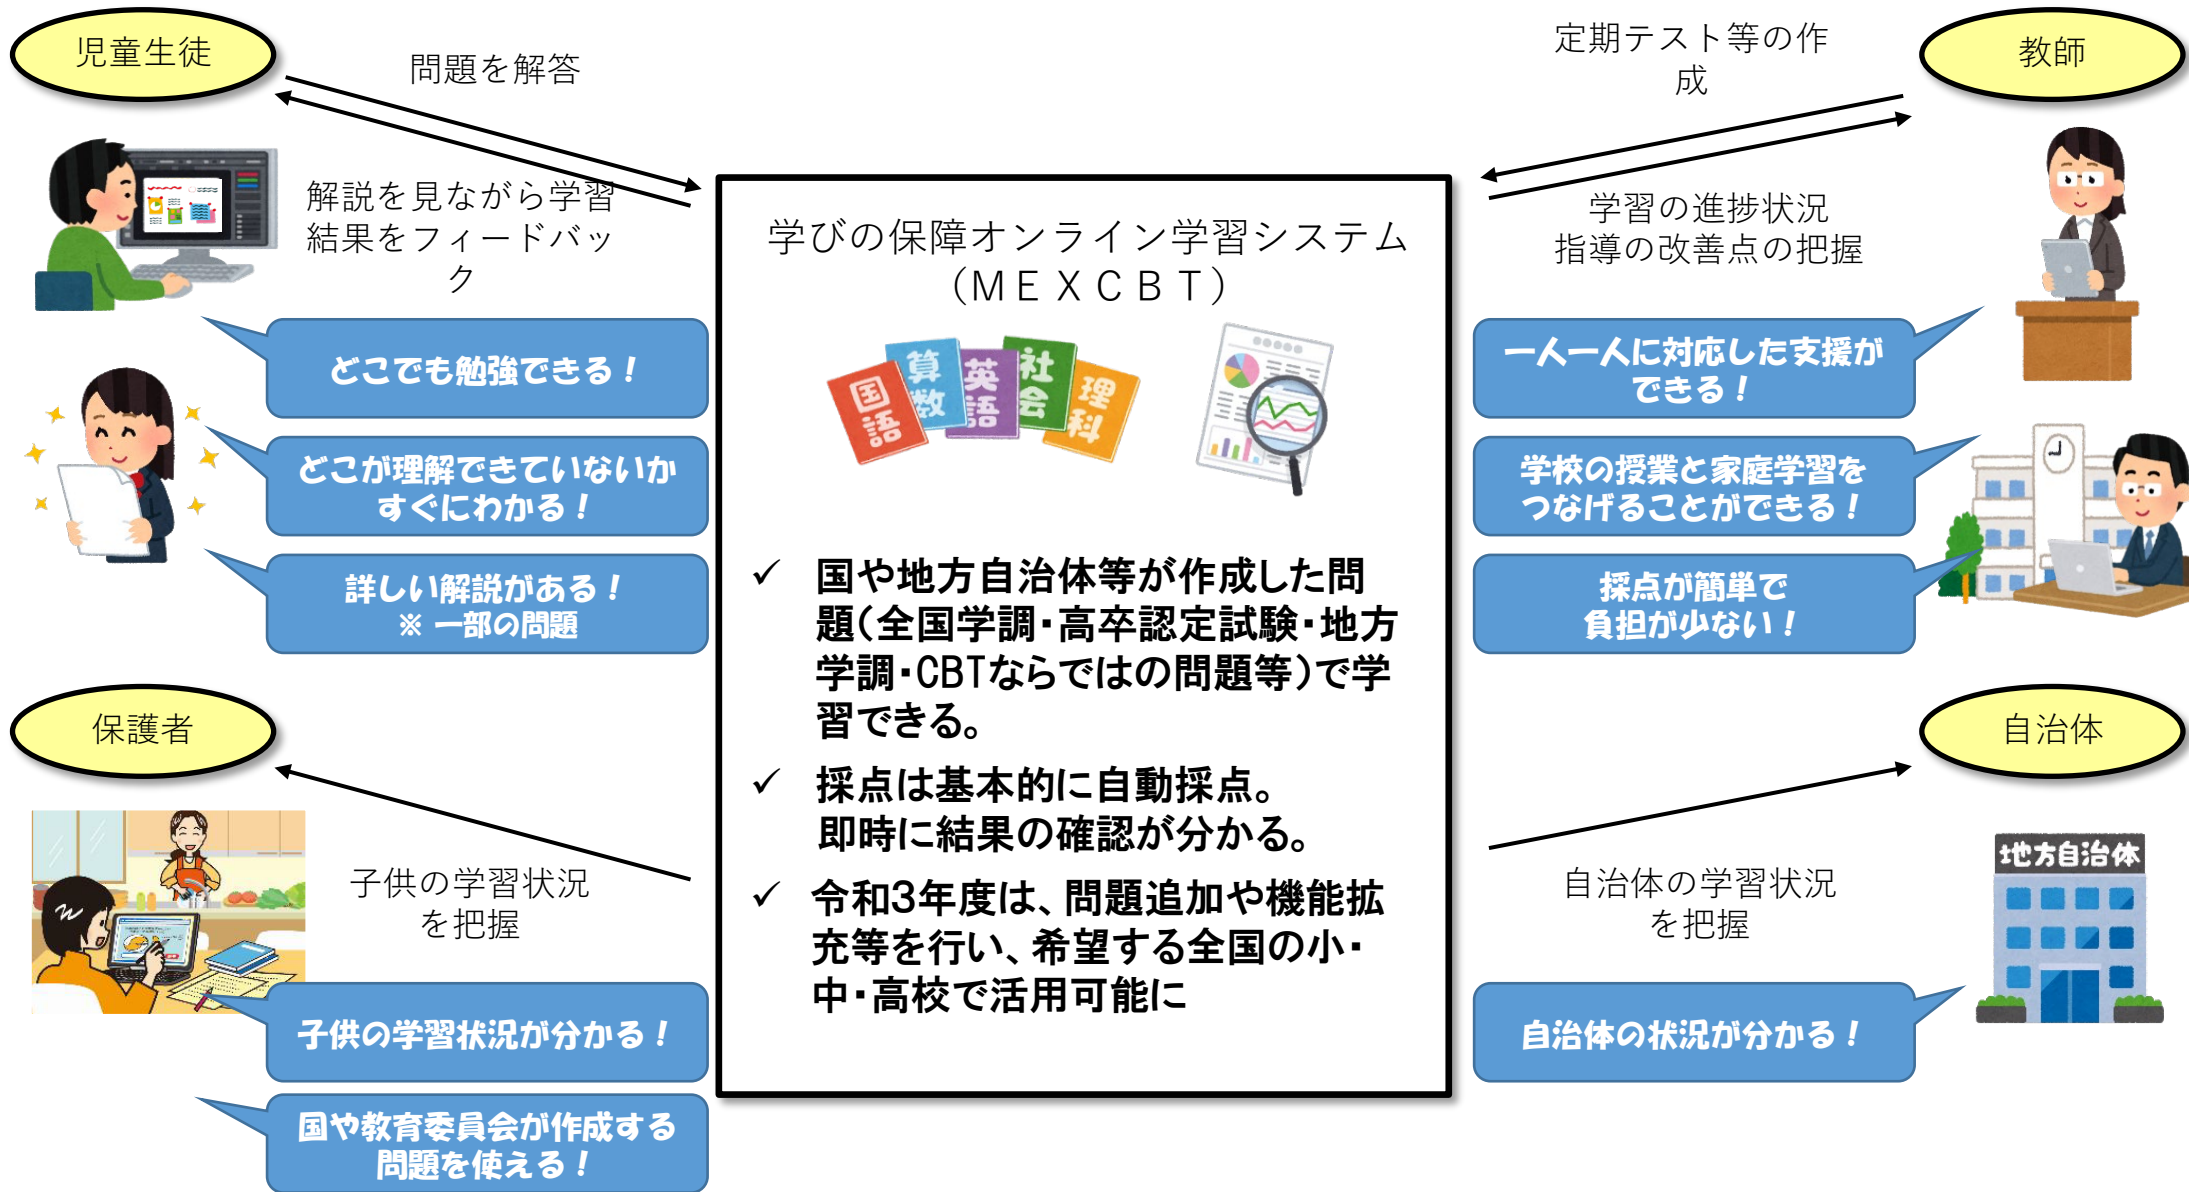 児童生徒
問題を解答
解説を見ながら学習
結果をフィードバッ
ク
どこでも勉強できる！
どこが理解できていないか
すぐにわかる！
詳しい解説がある！
※ 一部の問題
保護者
子供の学習状況
を把握
子供の学習状況が分かる！
国や教育委員会が作成する
問題を使える！
学びの保障オンライン学習システム
（ＭＥＸＣＢＴ）
国語
算数
英語
社会
理科
✓ 国や地方自治体等が作成した問
題（全国学調・高卒認定試験・地方
学調・CBTならではの問題等）で学
習できる。
✓ 採点は基本的に自動採点。
即時に結果の確認が分かる。
✓ 令和3年度は、問題追加や機能拡
充等を行い、希望する全国の小・
中・高校で活用可能に
定期テスト等の作
成
教師
学習の進捗状況
指導の改善点の把握
一人一人に対応した支援が
できる！
学校の授業と家庭学習を
つなげることができる！
採点が簡単で
負担が少ない！
自治体
自治体の学習状況
を把握
地方自治体
自治体の状況が分かる！